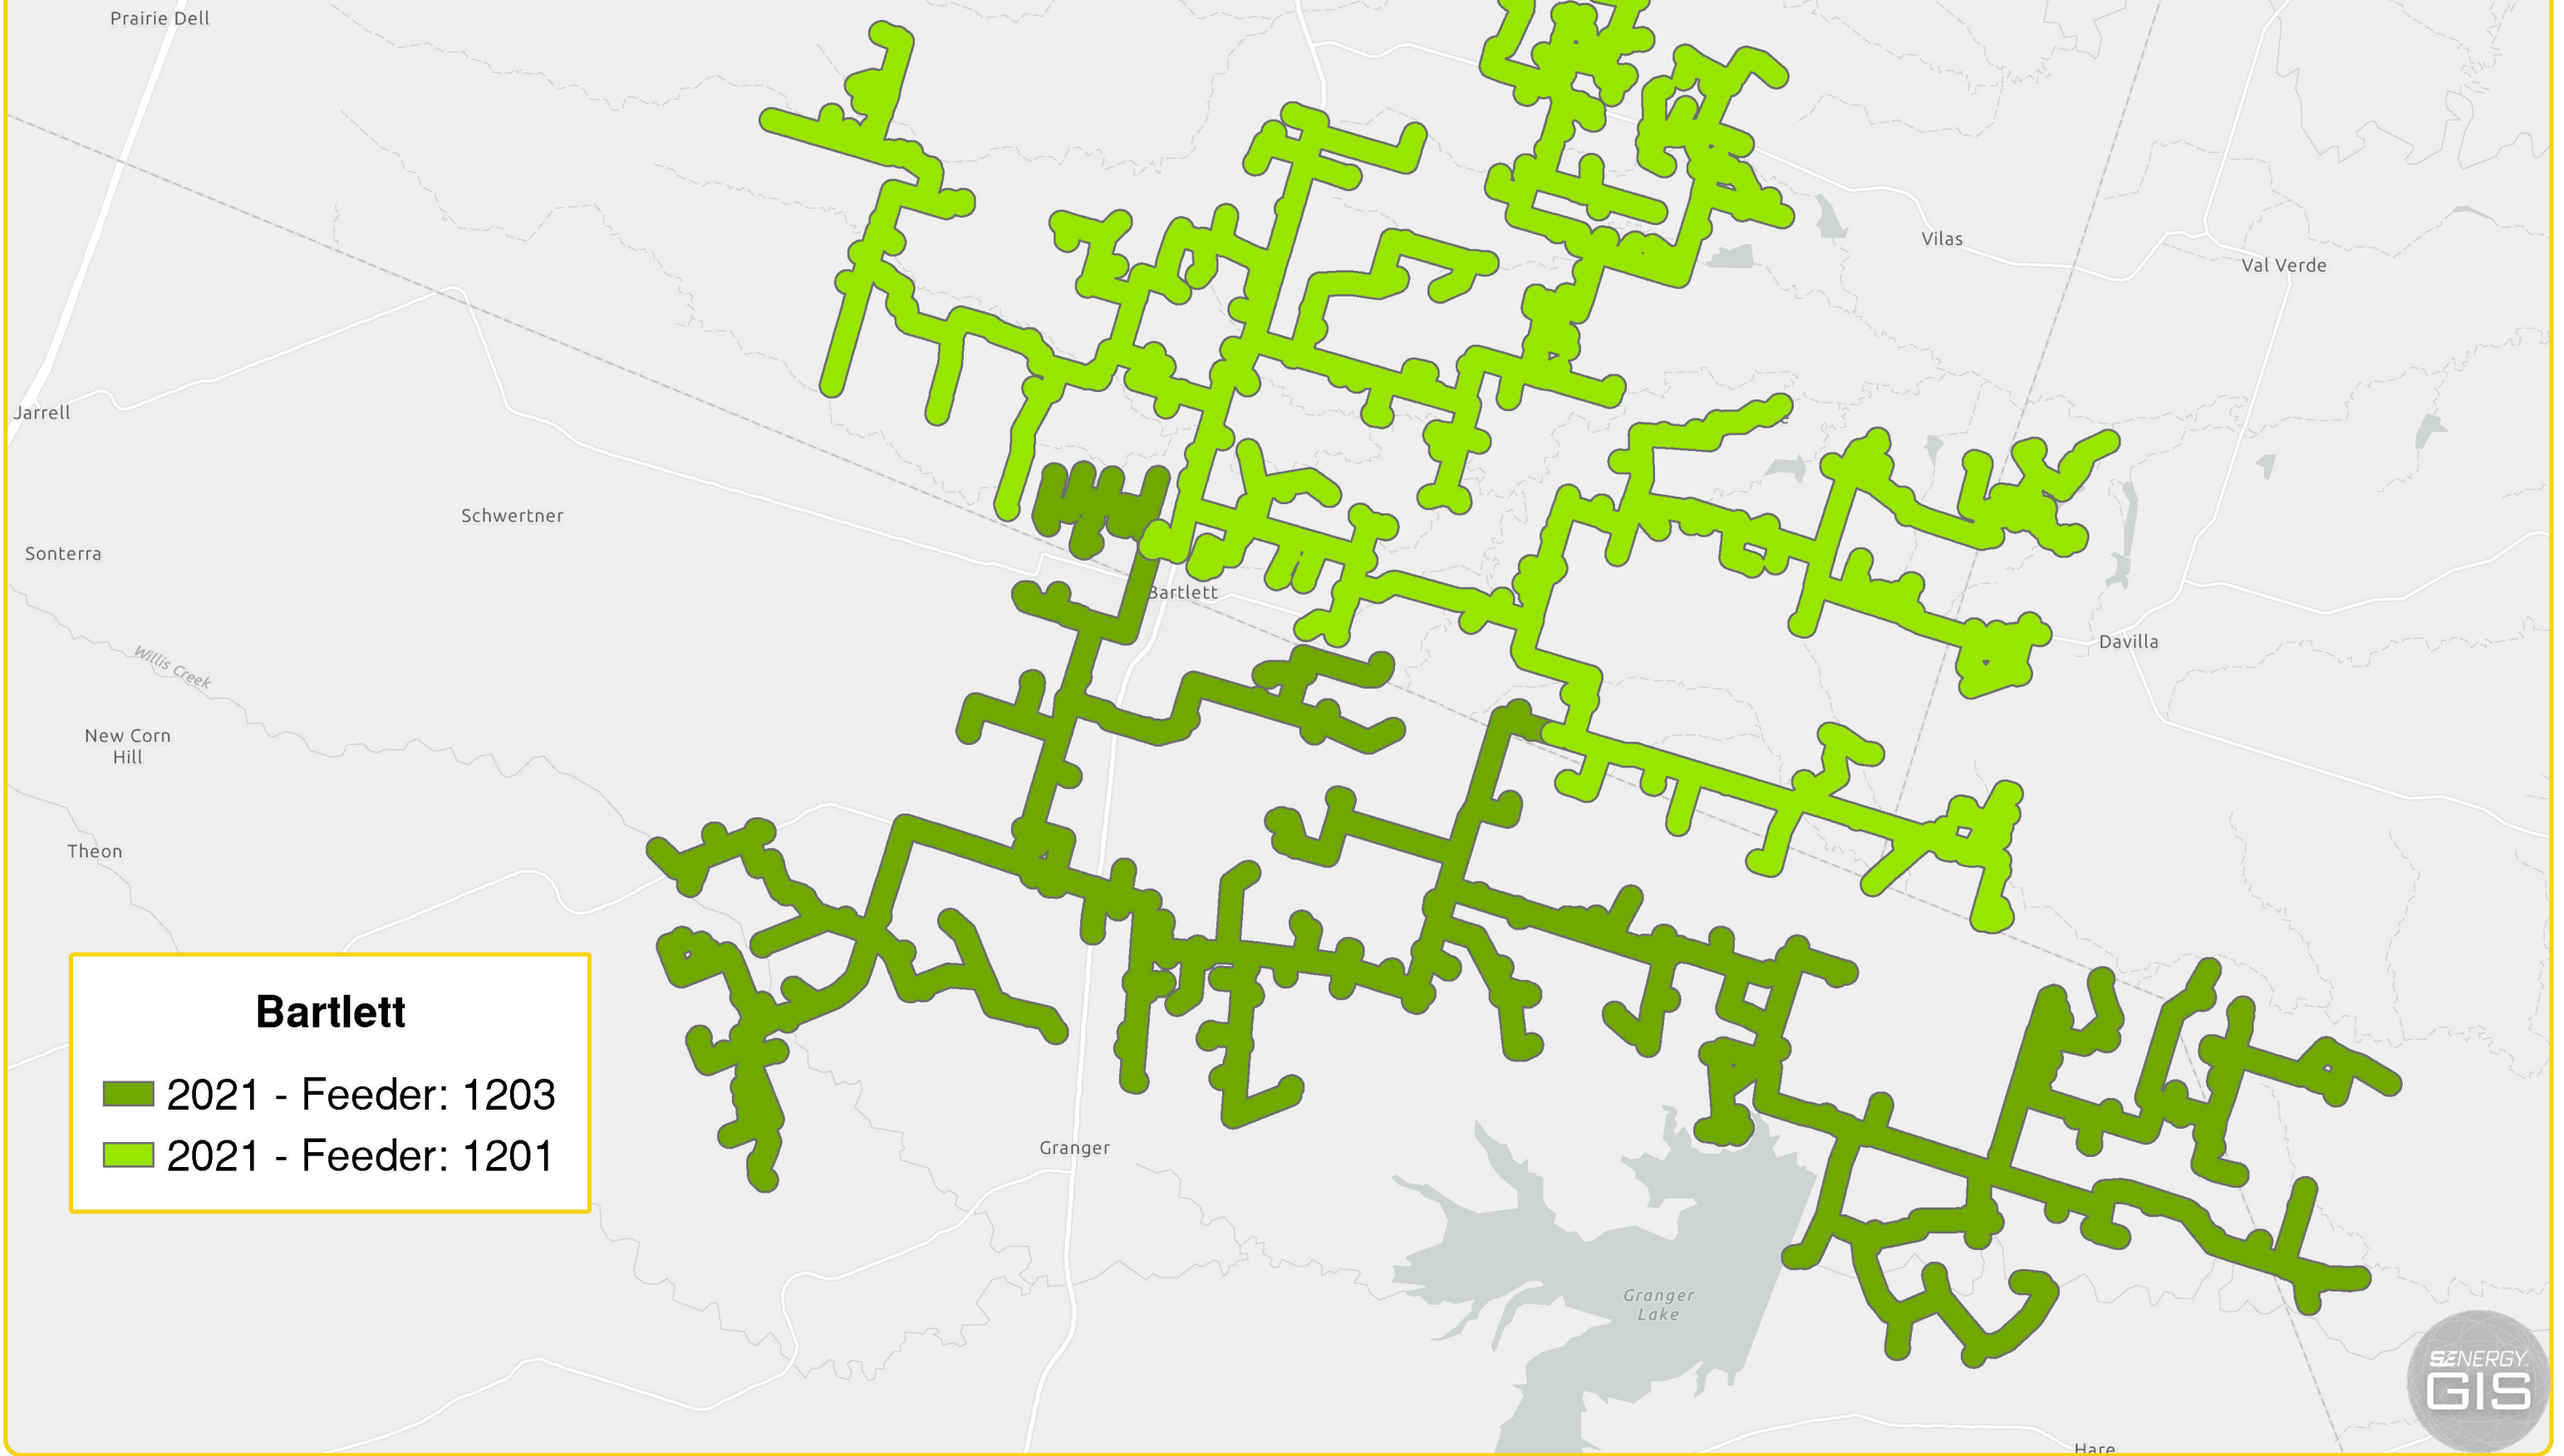 Prairie Dell
Vilas
Val Verde
Jarrell
Schwertner
Sonterra
Bartlett
Davilla
Willis Creek
New Corn
Hill
Theon
Bartlett
2021 - Feeder: 1203
2021 - Feeder: 1201
Granger
Granger
Lake
SENERGY
GIS
Hare